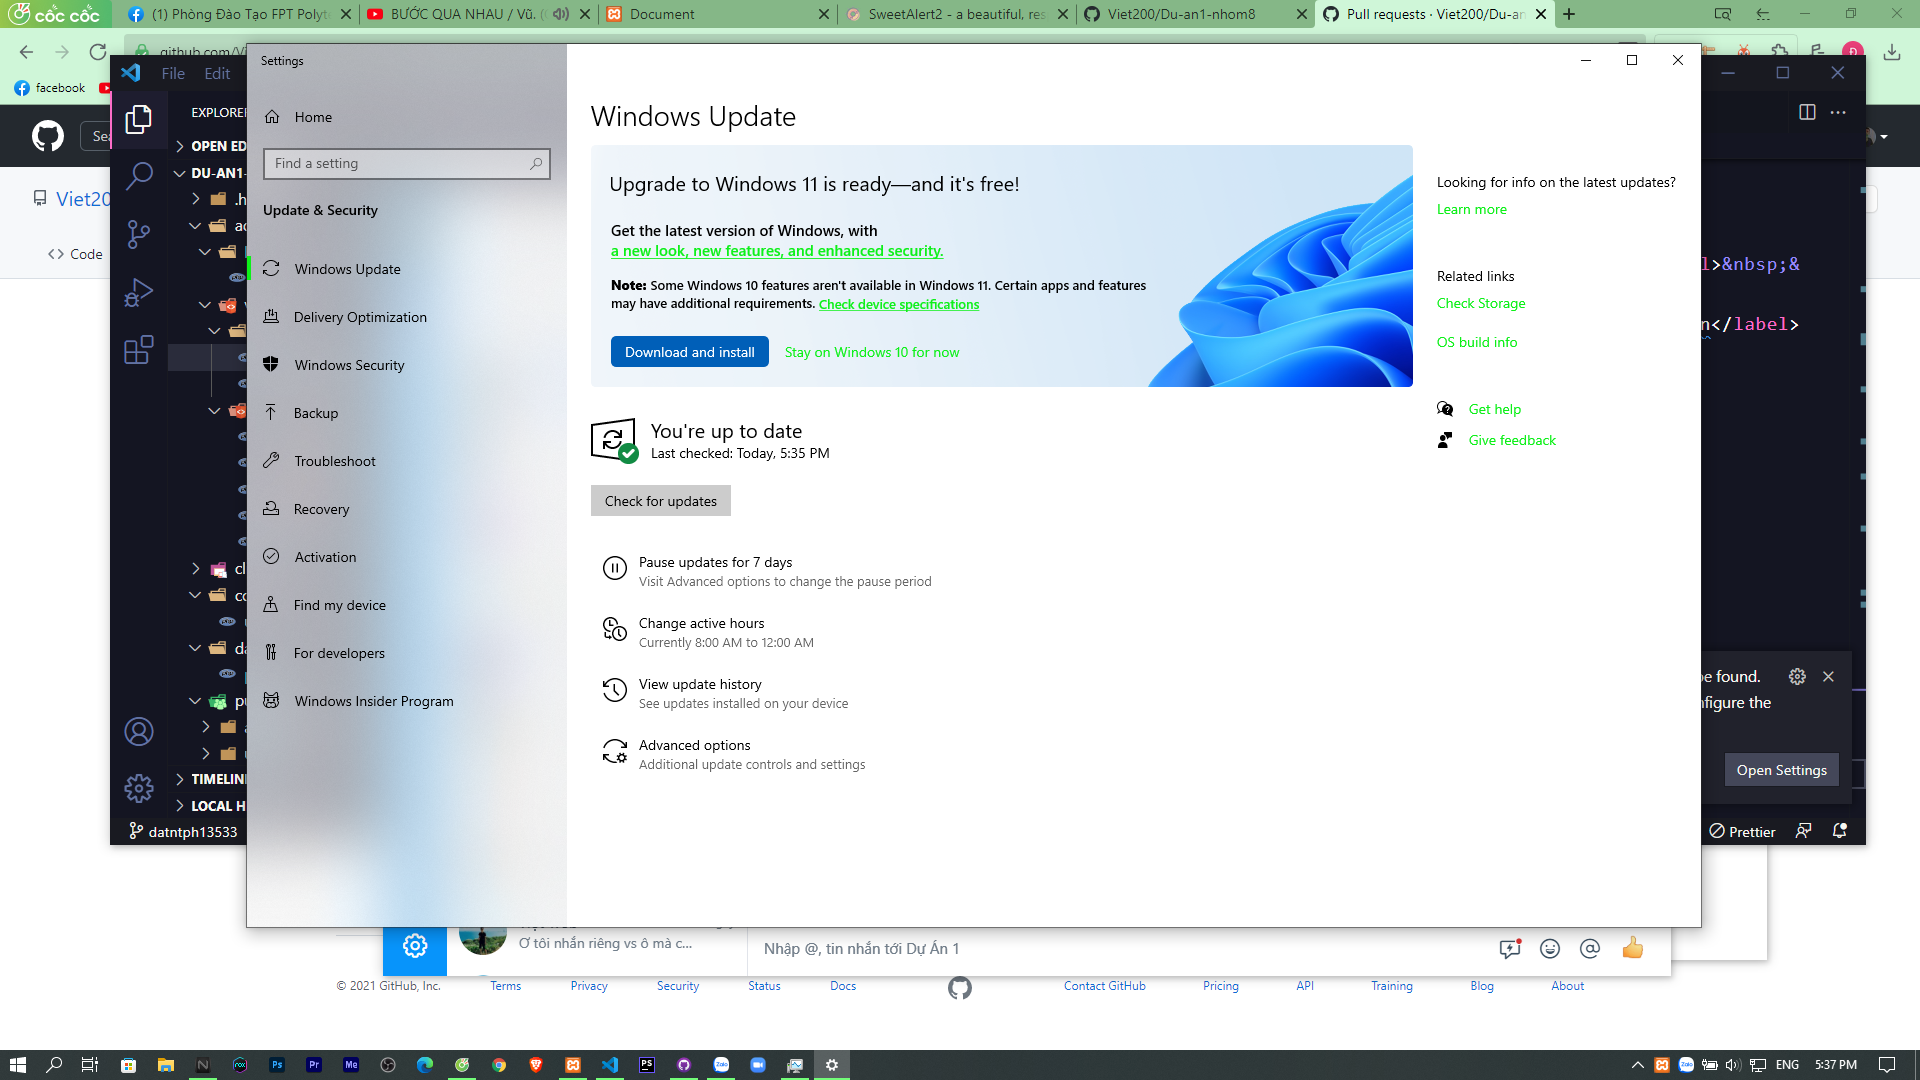 cốc cốc
(1) Phòng Đào Tạo FPT Polyte
BƯỚC QUA NHAU / Vũ.
Document
SweetAlert2 - a beautiful, res
Viet200/Du-an1-nhom8
Pull requests · Viet200/Du-an
github.com/Vi
facebook
File
Edit
Settings
Home
Find a setting
Update & Security
Windows Update
Delivery Optimization
Windows Security
Backup
Troubleshoot
Recovery
Activation
Find my device
For developers
Windows Insider Program
Windows Update
Upgrade to Windows 11 is ready—and it's free!
Get the latest version of Windows, with
a new look, new features, and enhanced security.
Note: Some Windows 10 features aren't available in Windows 11. Certain apps and features
may have additional requirements. Check device specifications
Download and install
Stay on Windows 10 for now
You're up to date
Last checked: Today, 5:35 PM
Check for updates
Pause updates for 7 days
Visit Advanced options to change the pause period
Change active hours
Currently 8:00 AM to 12:00 AM
View update history
See updates installed on your device
Advanced options
Additional update controls and settings
Looking for info on the latest updates?
Learn more
Related links
Check Storage
OS build info
Get help
Give feedback
Sea
Viet20
Code
EXPLORER
OPEN ED
DU-AN1-
.h
ac
cl
co
da
pu
TIMELINE
LOCAL H
datntph13533
l>&nbsp;&
n</label>
be found.
nfigure the
Open Settings
Prettier
Ơ tôi nhắn riêng vs ô mà c...
Nhập @, tin nhắn tới Dự Án 1
© 2021 GitHub, Inc.
Terms
Privacy
Security
Status
Docs
Contact GitHub
Pricing
API
Training
Blog
About
ENG
5:37 PM